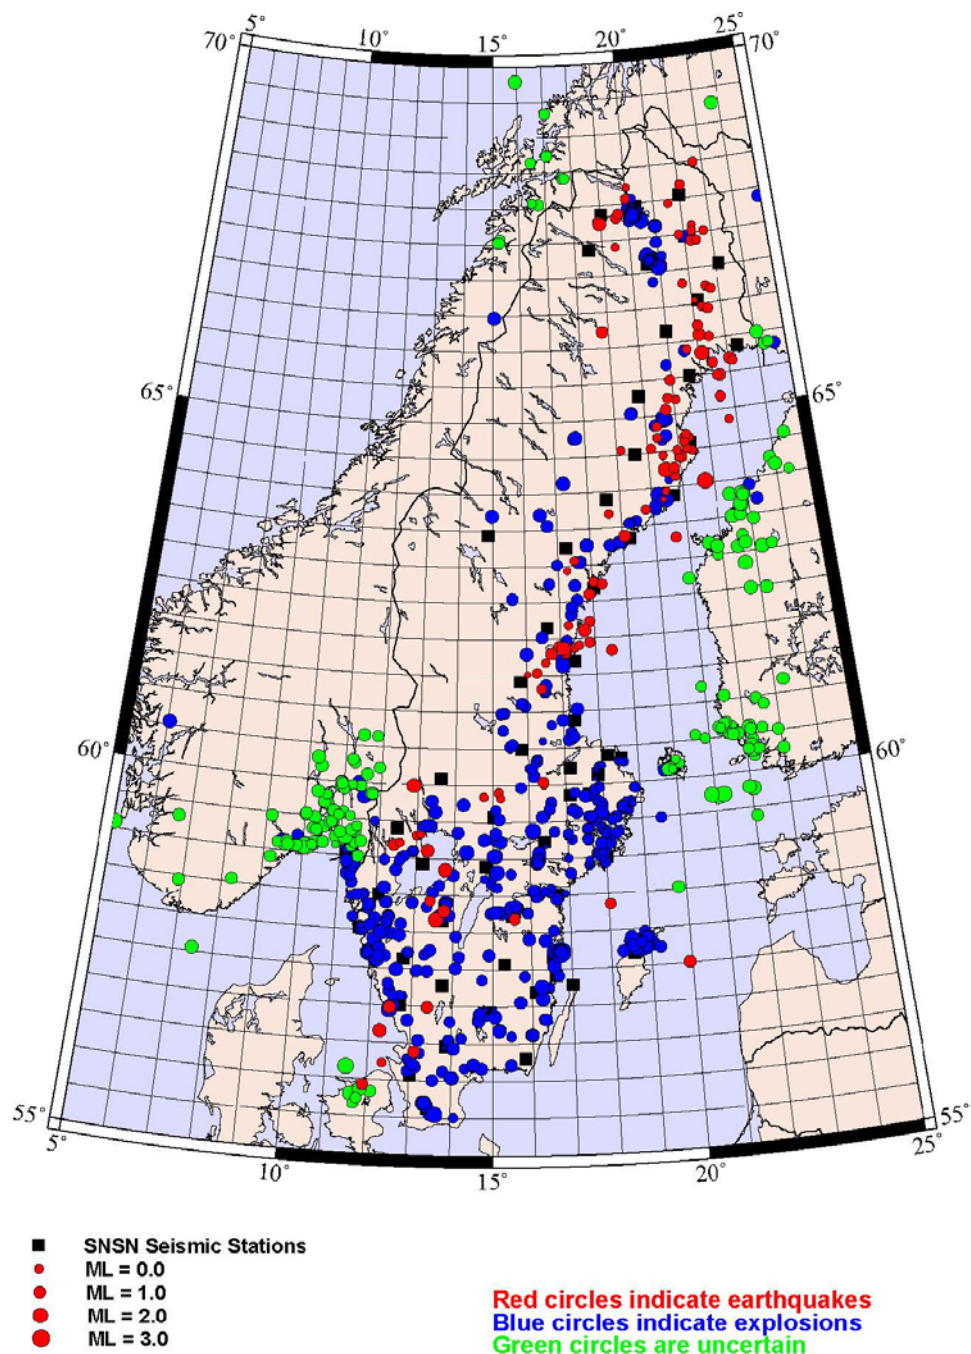 5° 10° 15° 20° 25°
70° 70°
65° 65°
60° 60°
55° 55°
5° 10° 15° 20° 25°
SNSN Seismic Stations
ML = 0.0
ML = 1.0
ML = 2.0
ML = 3.0
Red circles indicate earthquakes
Blue circles indicate explosions
Green circles are uncertain